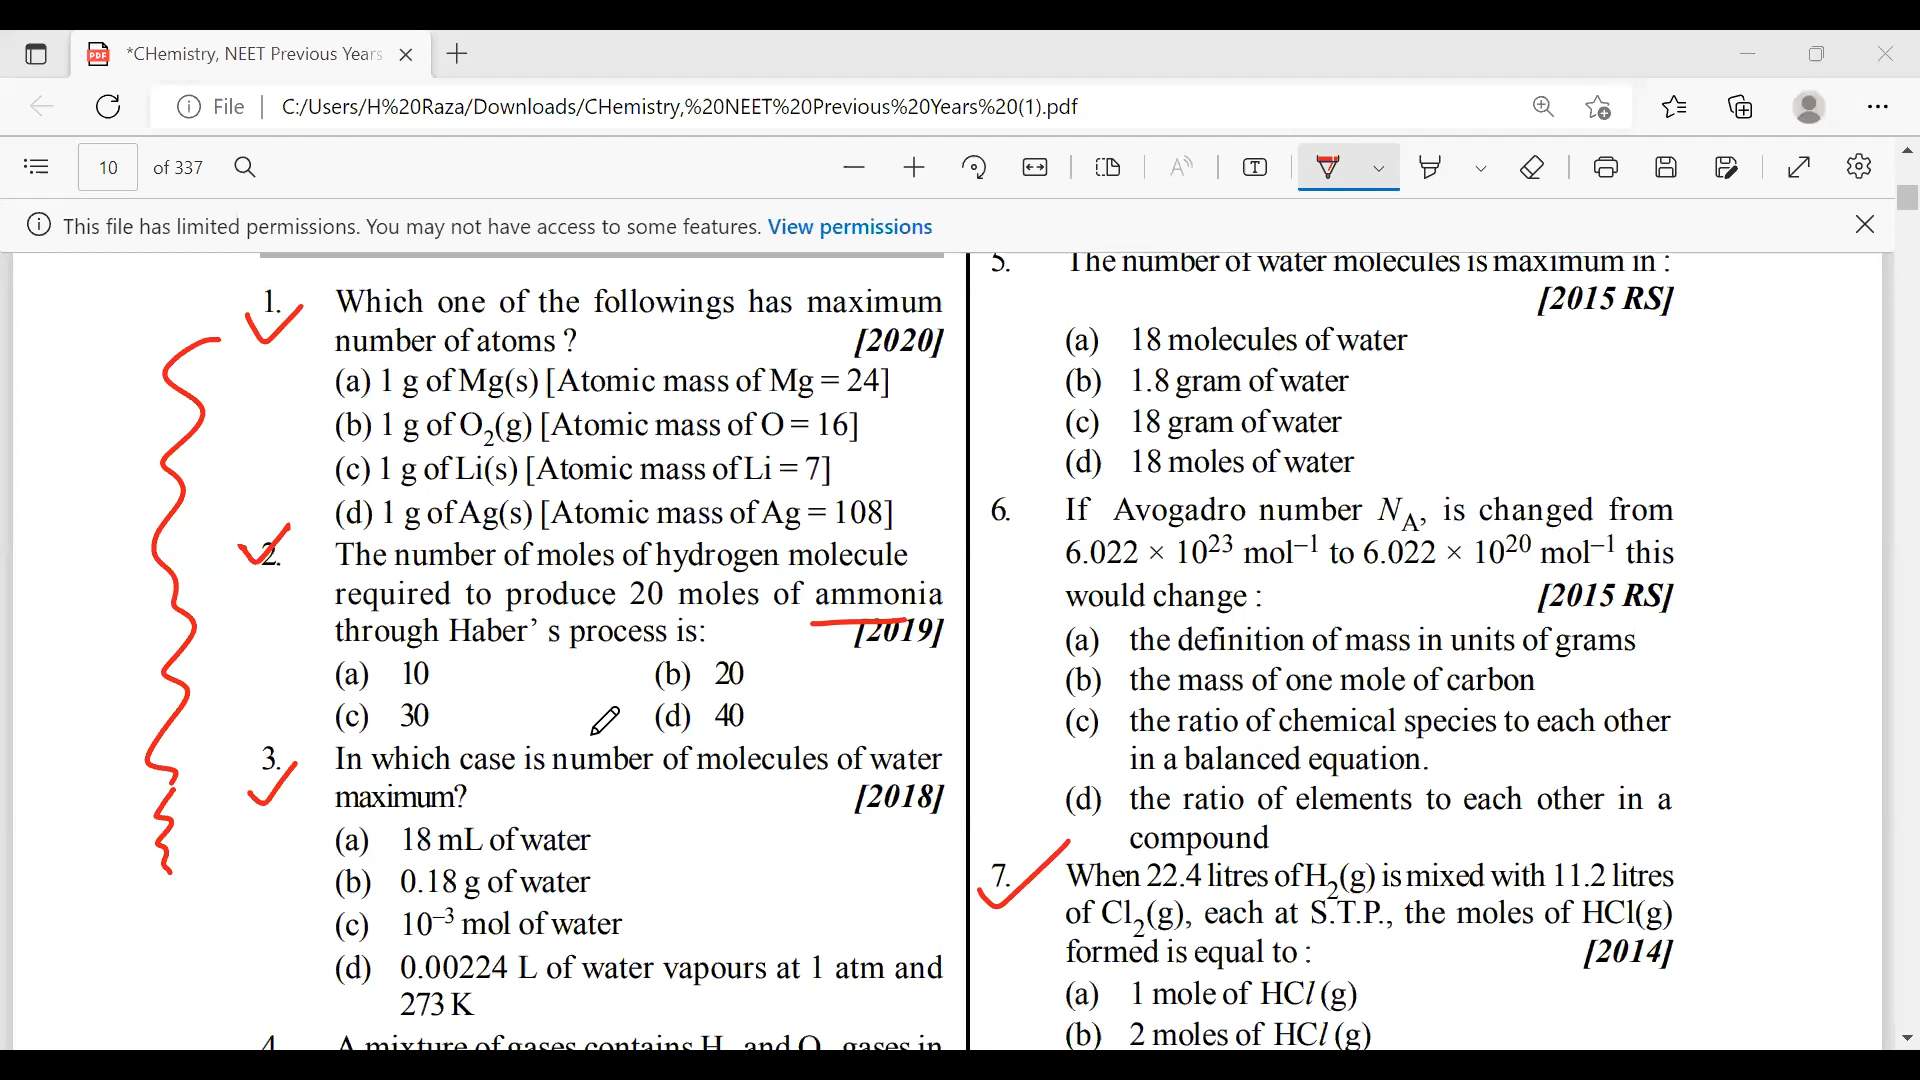 *CHemistry, NEET Previous Years
File
C:/Users/H%20Raza/Downloads/CHemistry,%20NEET%20Previous%20Years%20(1).pdf
10 of 337
This file has limited permissions. You may not have access to some features. View permissions
1. Which one of the followings has maximum
number of atoms ? [2020]
(a) 1 g of Mg(s) [Atomic mass of Mg = 24]
(b) 1 g of O₂(g) [Atomic mass of O = 16]
(c) 1 g of Li(s) [Atomic mass of Li = 7]
(d) 1 g of Ag(s) [Atomic mass of Ag = 108]
2. The number of moles of hydrogen molecule
required to produce 20 moles of ammonia
through Haber’ s process is: [2019]
(a) 10 (b) 20
(c) 30 (d) 40
3. In which case is number of molecules of water
maximum? [2018]
(a) 18 mL of water
(b) 0.18 g of water
(c) 10⁻³ mol of water
(d) 0.00224 L of water vapours at 1 atm and
273 K
4. A mixture of gases contains H₂ and O₂ gases in
5. The number of water molecules is maximum in :
[2015 RS]
(a) 18 molecules of water
(b) 1.8 gram of water
(c) 18 gram of water
(d) 18 moles of water
6. If Avogadro number N_A, is changed from
6.022 × 10²³ mol⁻¹ to 6.022 × 10²⁰ mol⁻¹ this
would change : [2015 RS]
(a) the definition of mass in units of grams
(b) the mass of one mole of carbon
(c) the ratio of chemical species to each other
in a balanced equation.
(d) the ratio of elements to each other in a
compound
7. When 22.4 litres of H₂(g) is mixed with 11.2 litres
of Cl₂(g), each at S.T.P., the moles of HCl(g)
formed is equal to : [2014]
(a) 1 mole of HCl (g)
(b) 2 moles of HCl (g)